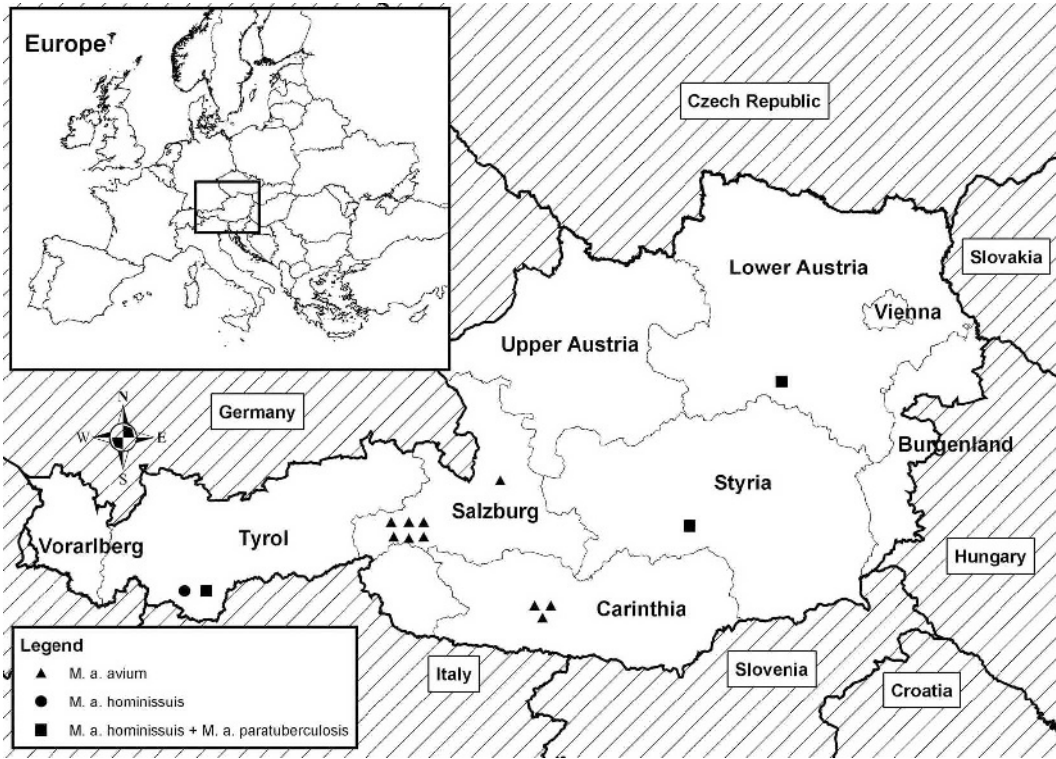 Europe
Czech Republic
Slovakia
Lower Austria
Vienna
Upper Austria
Germany
N
W E
S
Burgenland
Styria
Salzburg
Tyrol
Vorarlberg
Hungary
Carinthia
Italy
Slovenia
Croatia
Legend
M. a. avium
M. a. hominissuis
M. a. hominissuis + M. a. paratuberculosis